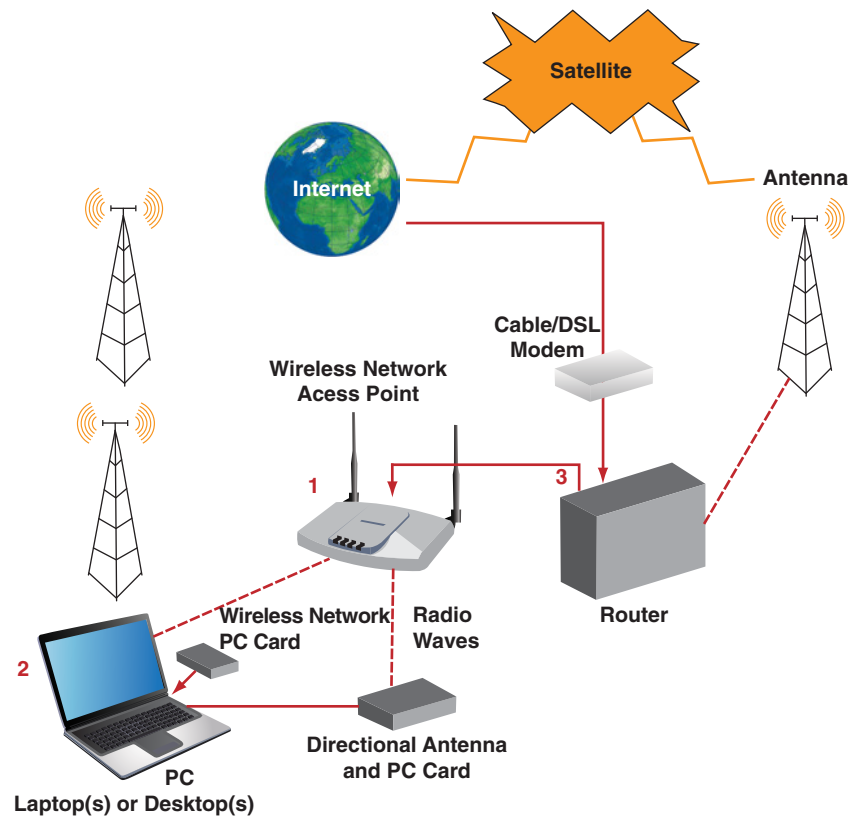 Satellite
Internet
Antenna
Cable/DSL
Modem
Wireless Network
Acess Point
1
3
Router
Wireless Network
PC Card
Radio
Waves
2
Directional Antenna
and PC Card
PC
Laptop(s) or Desktop(s)